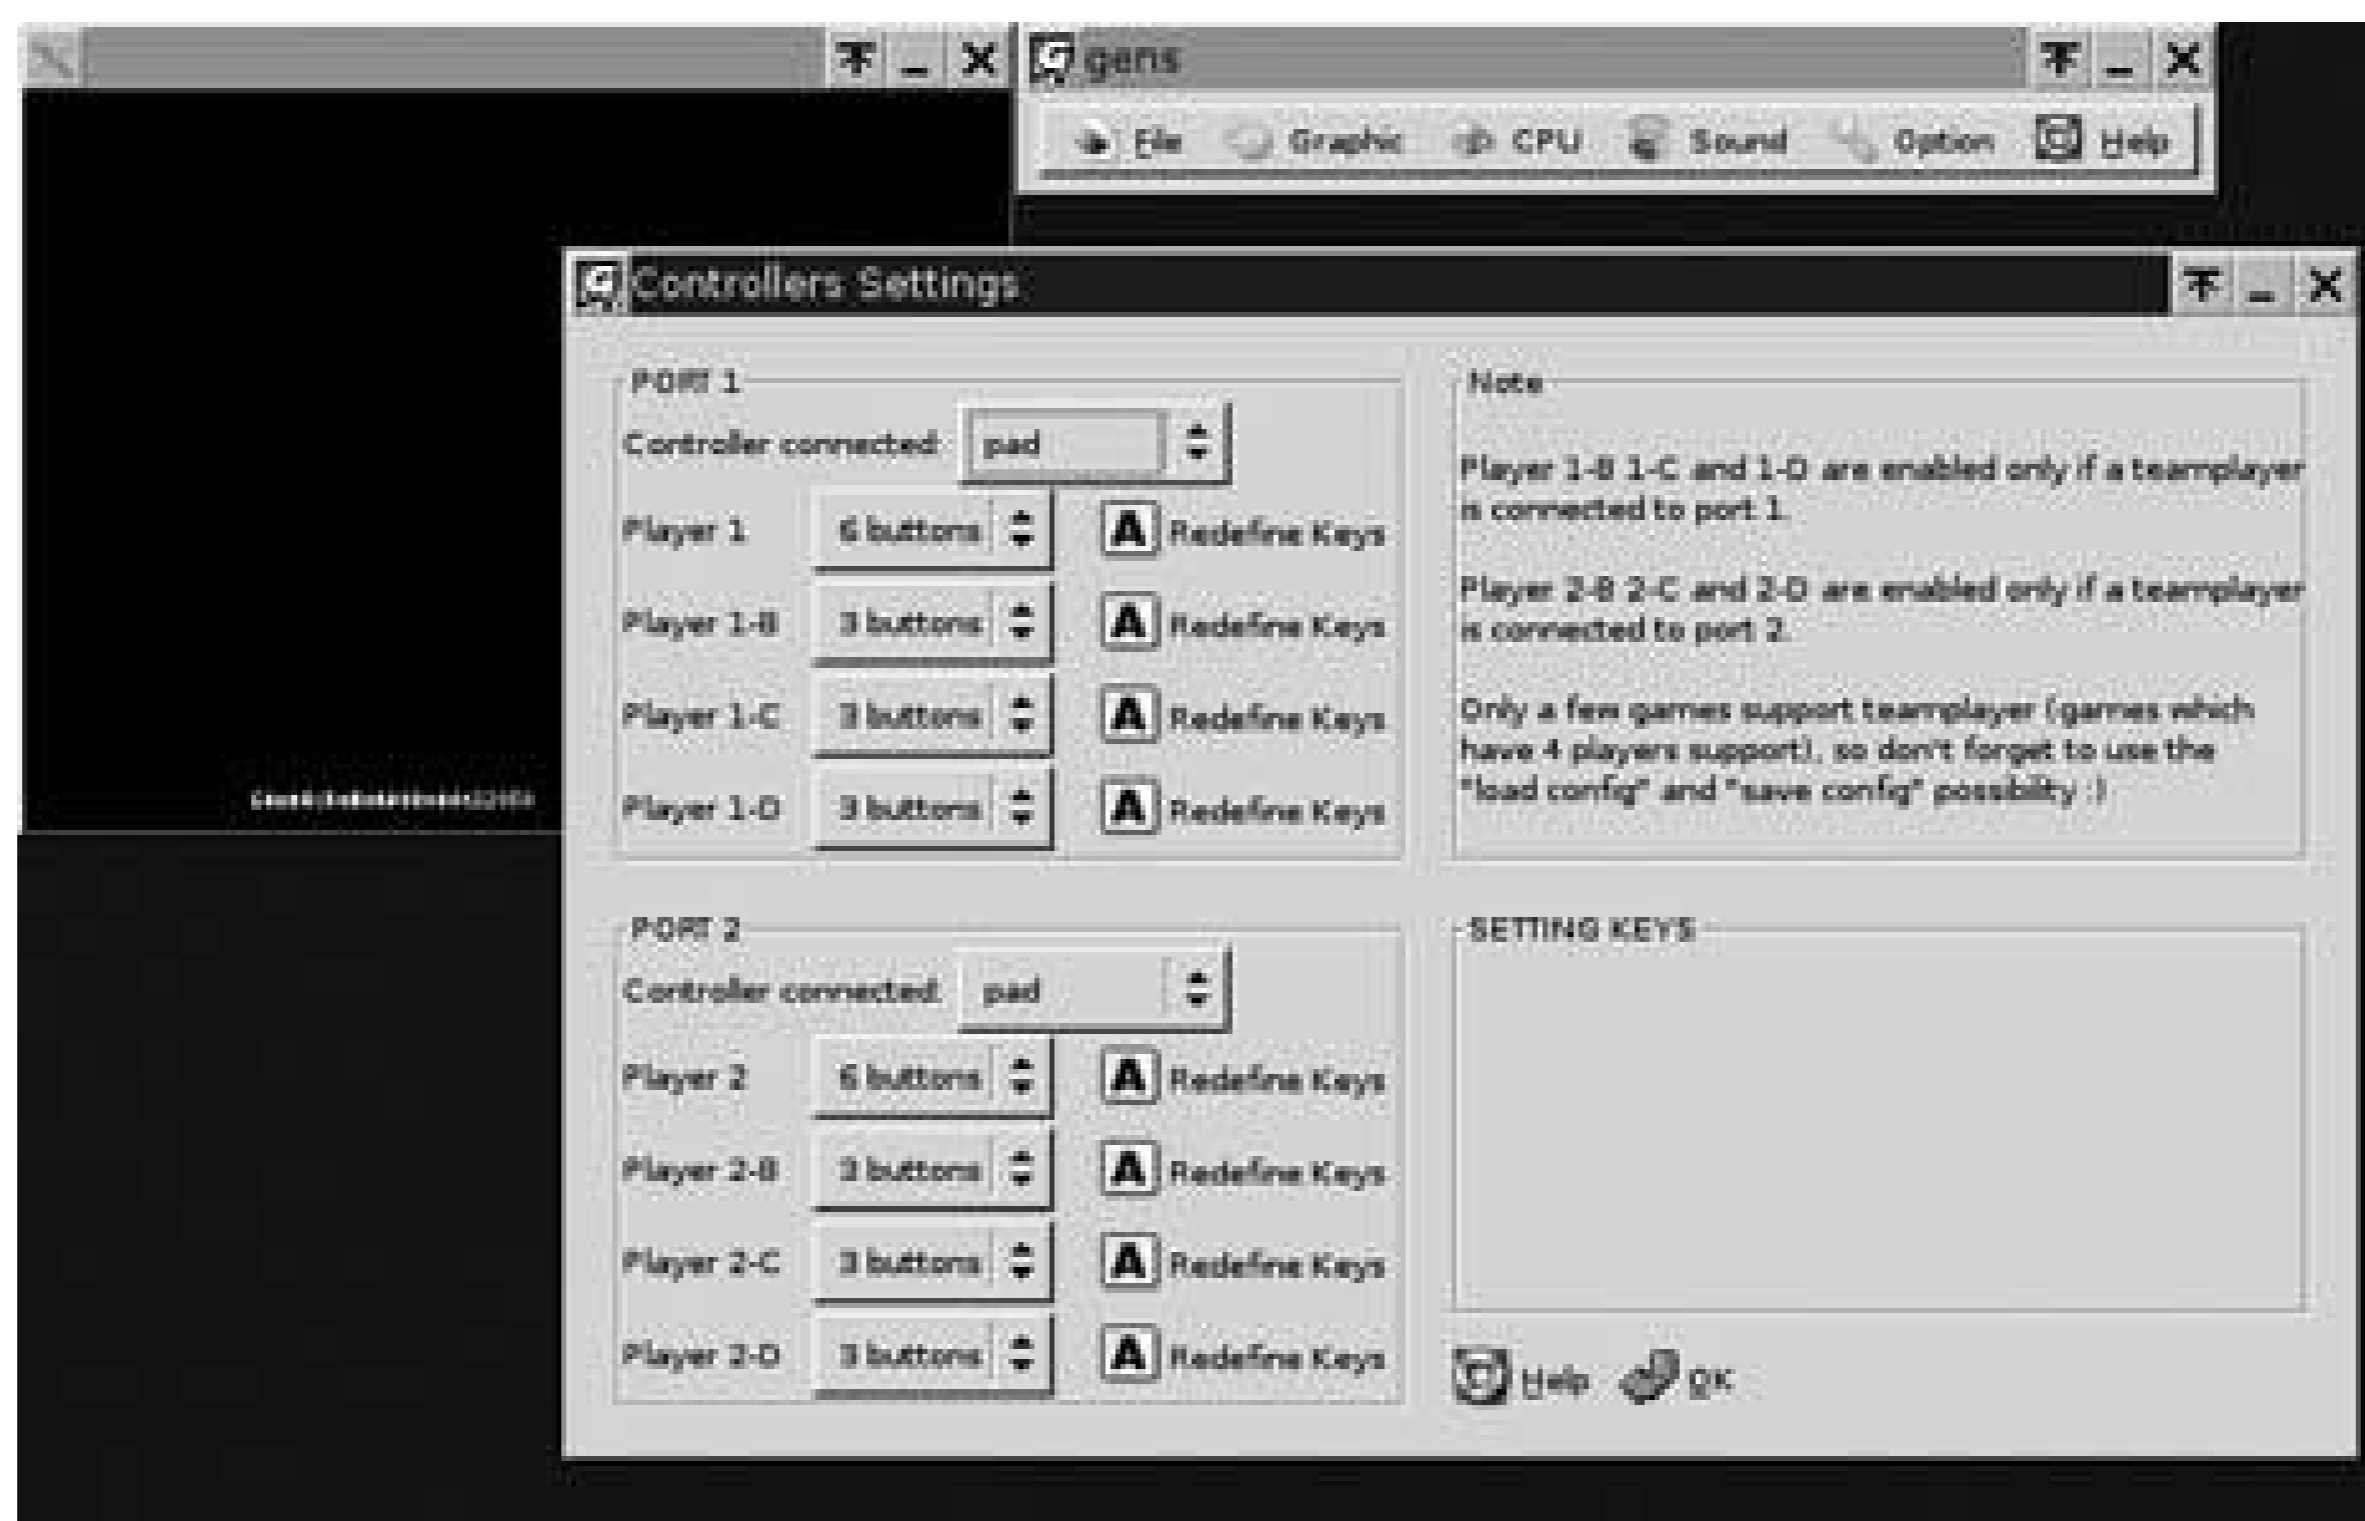 gens
File Graphic CPU Sound Option Help
Controllers Settings
PORT 1
Controller connected: pad
Player 1 6 buttons A Redefine Keys
Player 1-B 3 buttons A Redefine Keys
Player 1-C 3 buttons A Redefine Keys
Player 1-D 3 buttons A Redefine Keys
Note
Player 1-B 1-C and 1-D are enabled only if a teamplayer
is connected to port 1.
Player 2-B 2-C and 2-D are enabled only if a teamplayer
is connected to port 2.
Only a few games support teamplayer (games which
have 4 players support), so don't forget to use the
"load config" and "save config" possibilty :)
PORT 2
Controller connected: pad
Player 2 6 buttons A Redefine Keys
Player 2-B 3 buttons A Redefine Keys
Player 2-C 3 buttons A Redefine Keys
Player 2-D 3 buttons A Redefine Keys
SETTING KEYS
Help OK